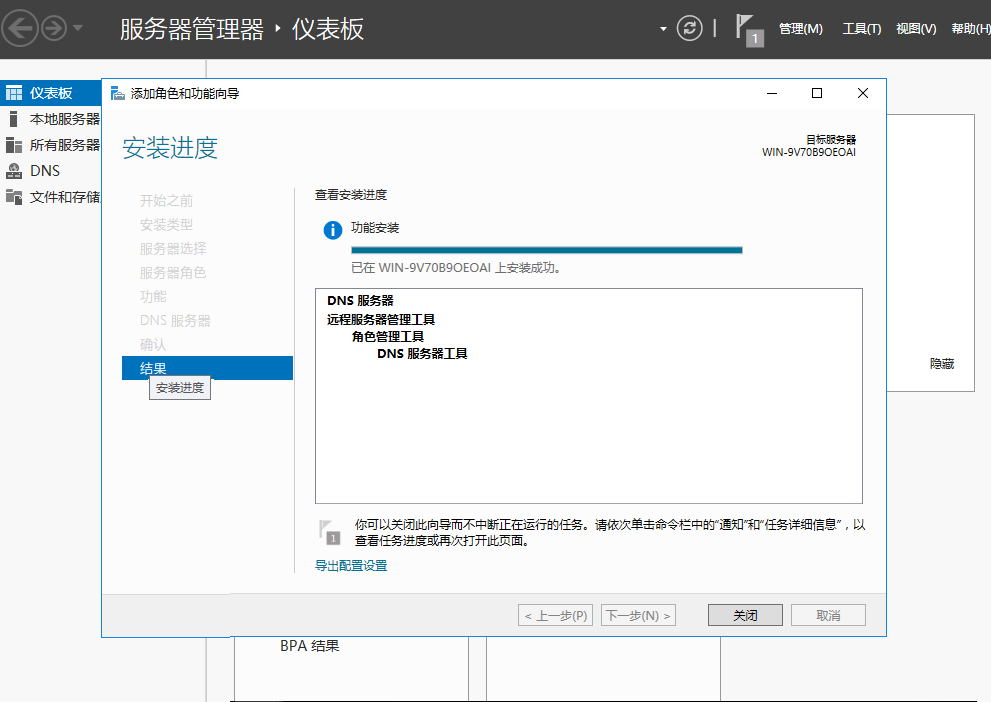 服务器管理器 ‣ 仪表板
1
管理(M)
工具(T)
视图(V)
帮助(H
仪表板
本地服务器
所有服务器
DNS
文件和存储
添加角色和功能向导
安装进度
目标服务器
WIN-9V70B9OEOAI
开始之前
安装类型
服务器选择
服务器角色
功能
DNS 服务器
确认
结果
安装进度
查看安装进度
功能安装
已在 WIN-9V70B9OEOAI 上安装成功。
DNS 服务器
远程服务器管理工具
角色管理工具
DNS 服务器工具
1
你可以关闭此向导而不中断正在运行的任务。请依次单击命令栏中的“通知”和“任务详细信息”，以
查看任务进度或再次打开此页面。
导出配置设置
< 上一步(P)
下一步(N) >
关闭
取消
隐藏
BPA 结果